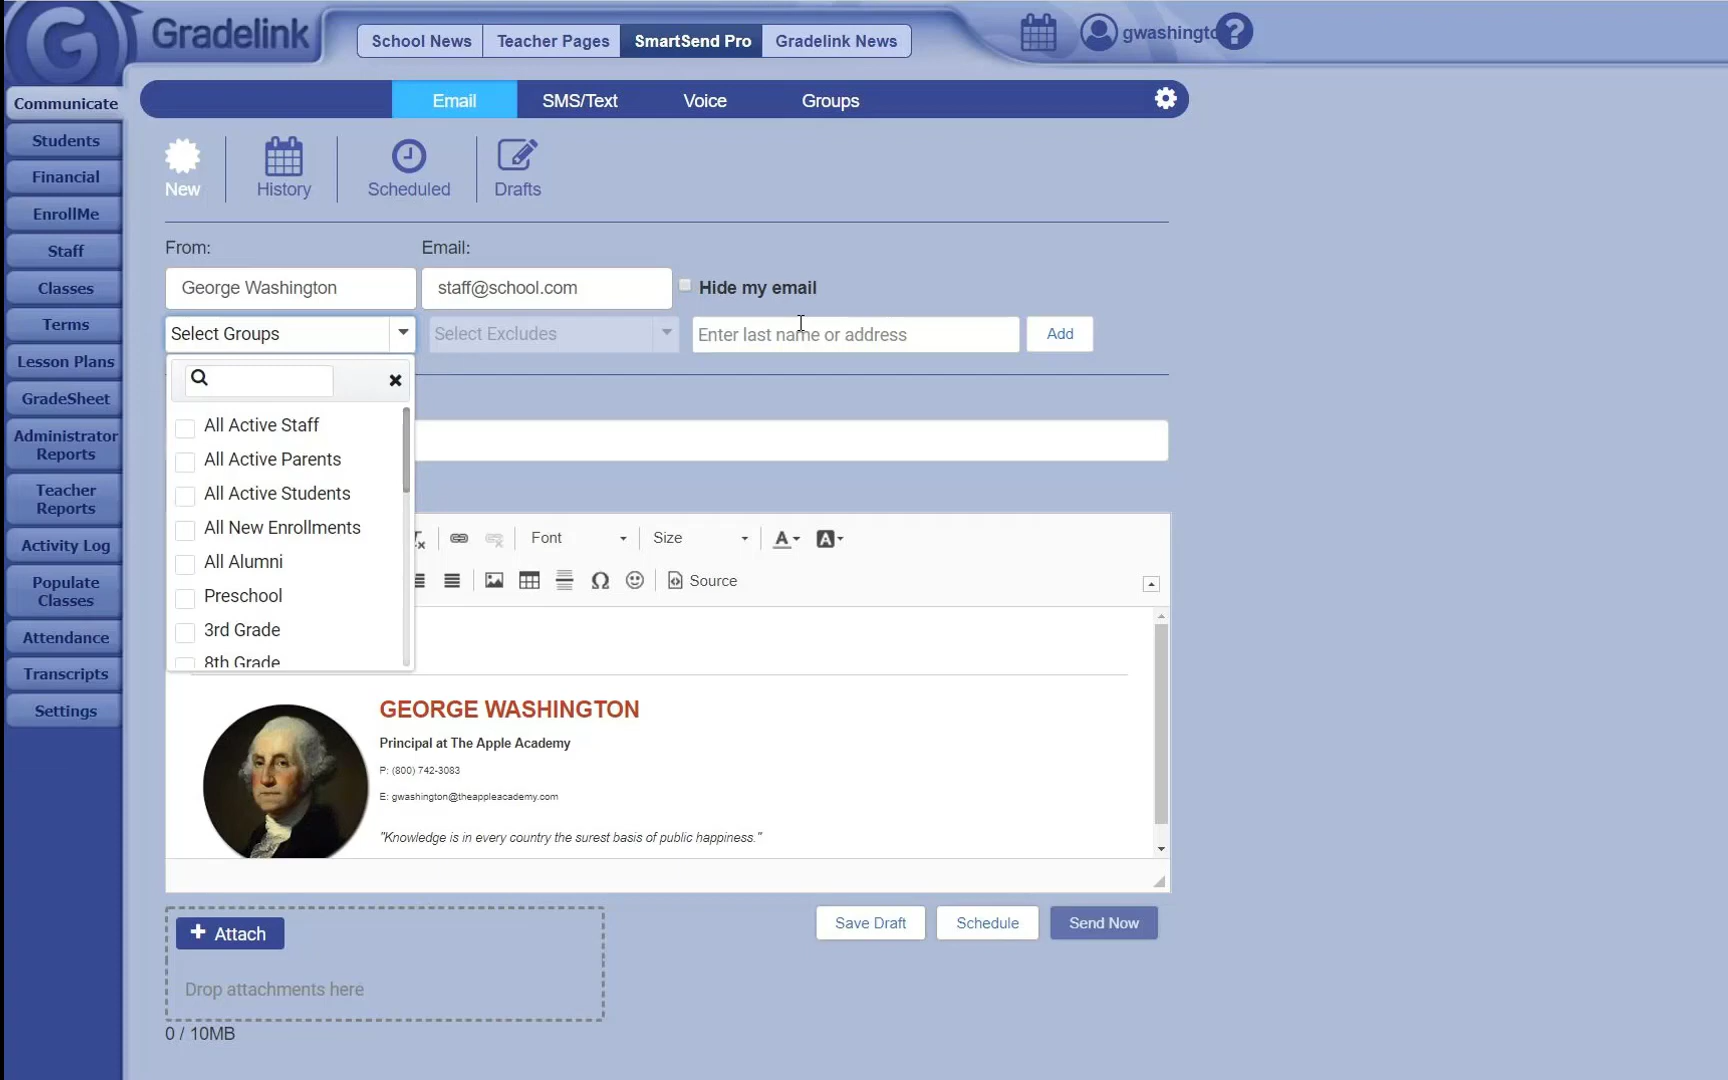 Gradelink
School News
Teacher Pages
SmartSend Pro
Gradelink News
gwashingto
?
Communicate
Students
Financial
EnrollMe
Staff
Classes
Terms
Lesson Plans
GradeSheet
Administrator
Reports
Teacher
Reports
Activity Log
Populate
Classes
Attendance
Transcripts
Settings
Email
SMS/Text
Voice
Groups
New
History
Scheduled
Drafts
From:
Email:
George Washington
staff@school.com
Hide my email
Select Groups
Select Excludes
Enter last name or address
Add
All Active Staff
All Active Parents
All Active Students
All New Enrollments
All Alumni
Preschool
3rd Grade
8th Grade
Font
Size
Source
GEORGE WASHINGTON
Principal at The Apple Academy
P: (800) 742-3083
E: gwashington@theappleacademy.com
"Knowledge is in every country the surest basis of public happiness."
+ Attach
Drop attachments here
0 / 10MB
Save Draft
Schedule
Send Now